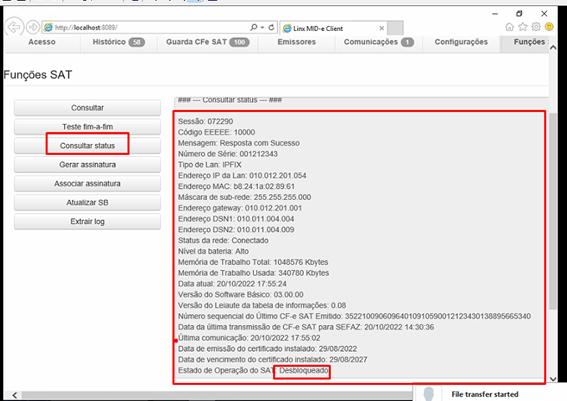 http://localhost:8089/
Linx MID-e Client
Acesso
Histórico 58
Guarda CFe SAT 100
Emissores
Comunicações 1
Configurações
Funções
Funções SAT
Consultar
Teste fim-a-fim
Consultar status
Gerar assinatura
Associar assinatura
Atualizar SB
Extrair log
### --- Consultar status --- ###
Sessão: 072290
Código EEEEE: 10000
Mensagem: Resposta com Sucesso
Número de Série: 001212343
Tipo de Lan: IPFIX
Endereço IP da Lan: 010.012.201.054
Endereço MAC: b8:24:1a:02:89:61
Máscara de sub-rede: 255.255.255.000
Endereço gateway: 010.012.201.001
Endereço DSN1: 010.011.004.004
Endereço DSN2: 010.011.004.009
Status da rede: Conectado
Nível da bateria: Alto
Memória de Trabalho Total: 1048576 Kbytes
Memória de Trabalho Usada: 340780 Kbytes
Data atual: 20/10/2022 17:55:24
Versão do Software Básico: 03.00.00
Versão do Leiaute da tabela de informações: 0.08
Número sequencial do Último CF-e SAT Emitido: 35221009060964010910590012123430138895665340
Data da última transmissão de CF-e SAT para SEFAZ: 20/10/2022 14:30:36
Última comunicação: 20/10/2022 17:55:02
Data de emissão do certificado instalado: 29/08/2022
Data de vencimento do certificado instalado: 29/08/2027
Estado de Operação do SAT: Desbloqueado
File transfer started